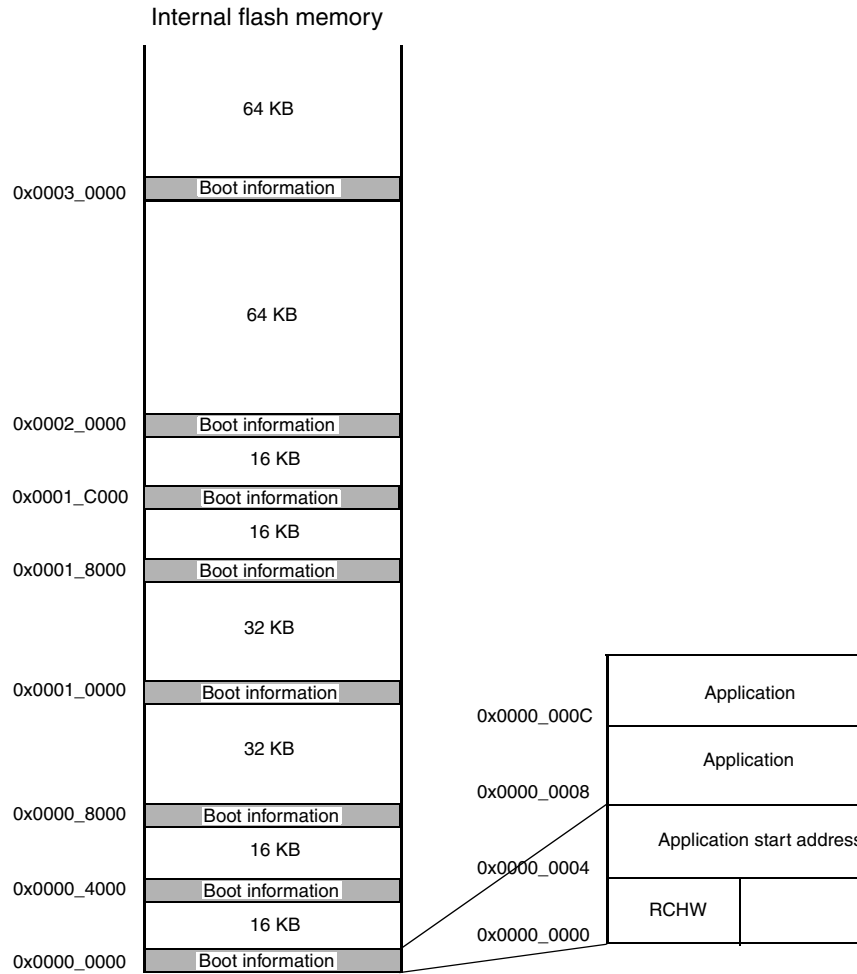 Internal flash memory
64 KB
0x0003_0000
Boot information
64 KB
0x0002_0000
Boot information
16 KB
0x0001_C000
Boot information
16 KB
0x0001_8000
Boot information
32 KB
0x0001_0000
Boot information
32 KB
0x0000_8000
Boot information
16 KB
0x0000_4000
Boot information
16 KB
0x0000_0000
Boot information
Application
0x0000_000C
Application
0x0000_0008
Application start address
0x0000_0004
RCHW
0x0000_0000